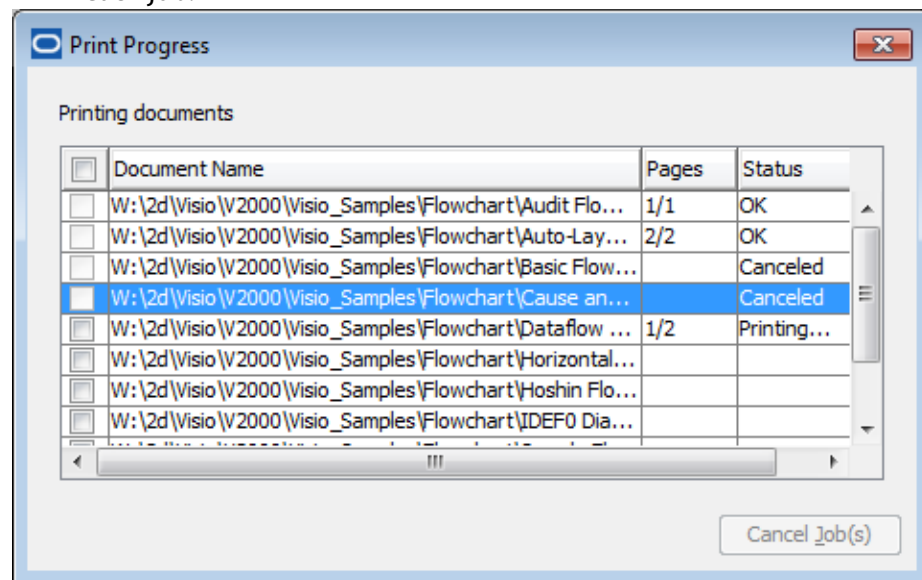 Print Progress
Printing documents
Document Name Pages Status
W:\2d\Visio\V2000\Visio_Samples\Flowchart\Audit Flo... 1/1 OK
W:\2d\Visio\V2000\Visio_Samples\Flowchart\Auto-Lay... 2/2 OK
W:\2d\Visio\V2000\Visio_Samples\Flowchart\Basic Flow... Canceled
W:\2d\Visio\V2000\Visio_Samples\Flowchart\Cause an... Canceled
W:\2d\Visio\V2000\Visio_Samples\Flowchart\Dataflow ... 1/2 Printing...
W:\2d\Visio\V2000\Visio_Samples\Flowchart\Horizontal...
W:\2d\Visio\V2000\Visio_Samples\Flowchart\Hoshin Flo...
W:\2d\Visio\V2000\Visio_Samples\Flowchart\IDEF0 Dia...
Cancel Job(s)